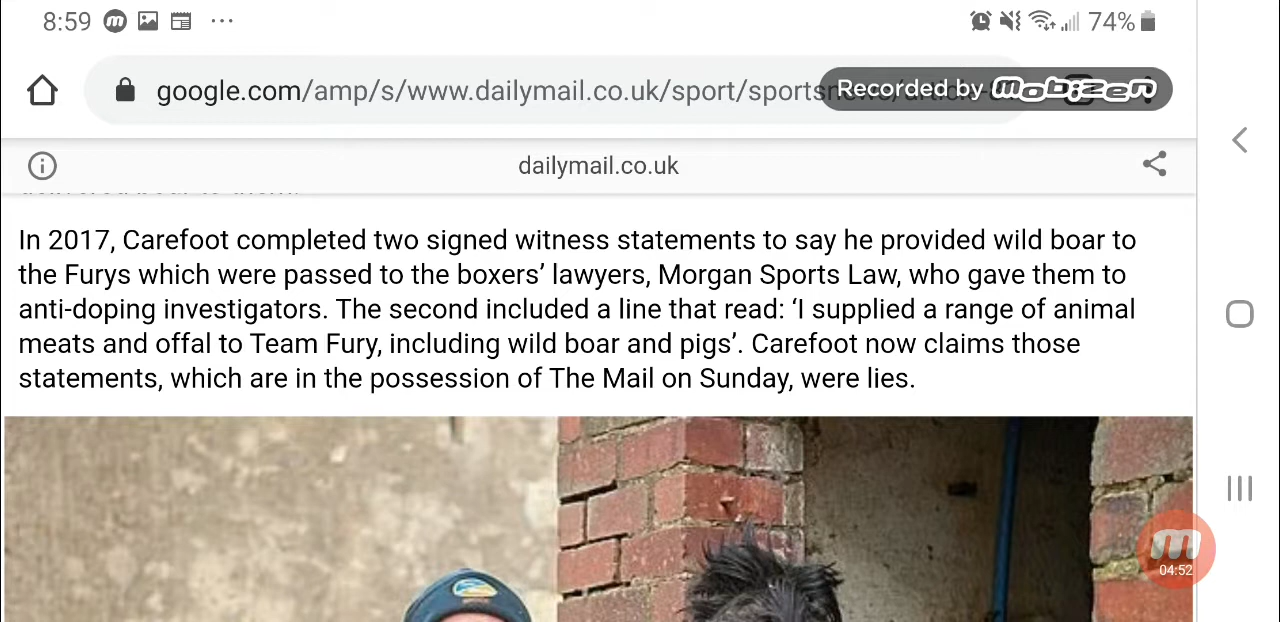 8:59 m ... 74%
google.com/amp/s/www.dailymail.co.uk/sport/sports
Recorded by mobizen
dailymail.co.uk
In 2017, Carefoot completed two signed witness statements to say he provided wild boar to
the Furys which were passed to the boxers’ lawyers, Morgan Sports Law, who gave them to
anti-doping investigators. The second included a line that read: ‘I supplied a range of animal
meats and offal to Team Fury, including wild boar and pigs’. Carefoot now claims those
statements, which are in the possession of The Mail on Sunday, were lies.
m
04:52